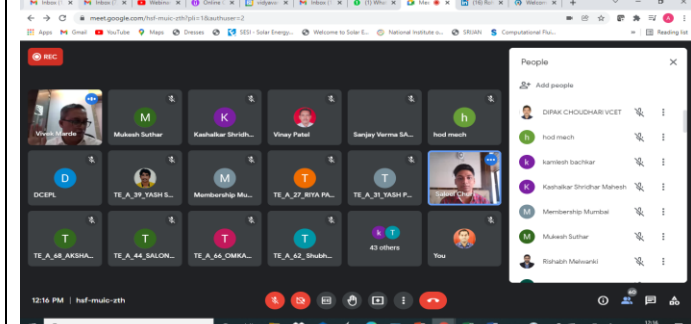 meet.google.com/hsf-muic-zth?pli=1&authuser=2
Apps Gmail YouTube Maps Dresses SESI - Solar Energy... Welcome to Solar E... National Institute o... SRIJAN Computational Flui... Reading list
REC
People
Add people
Vivek Marde
M
Mukesh Suthar
K
Kashalkar Shridh...
Vinay Patel
Sanjay Verma SA...
h
hod mech
D
DCEPL
TE_A_39_YASH S...
M
Membership Mu...
T
TE_A_27_RIYA PA...
T
TE_A_31_YASH P...
T
TE_A_68_AKSHA...
T
TE_A_44_SALON...
T
TE_A_66_OMKA...
T
TE_A_62_Shubh...
k T
43 others
You
DIPAK CHOUDHARI VCET
h hod mech
k kamlesh bachkar
K Kashalkar Shridhar Mahesh
M Membership Mumbai
M Mukesh Suthar
Rishabh Melwanki
12:16 PM | hsf-muic-zth